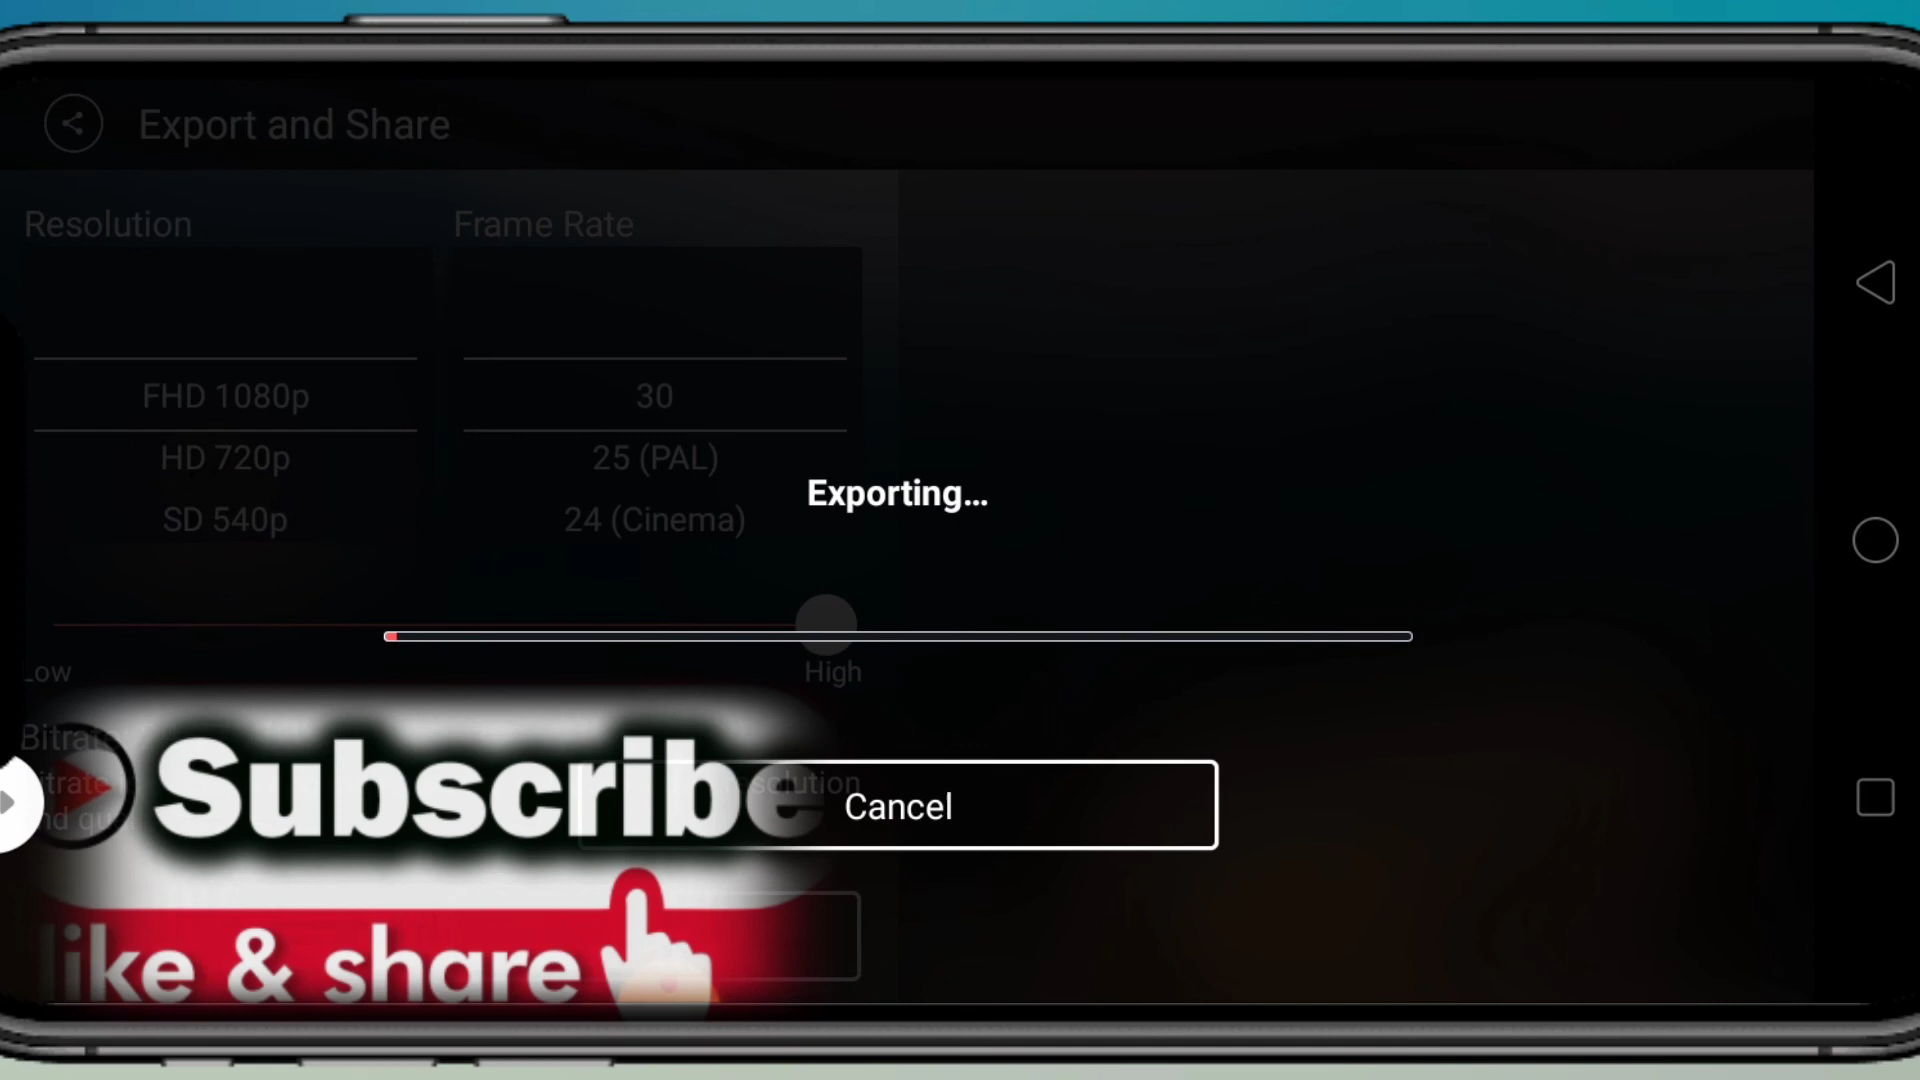 Export and Share
Resolution
Frame Rate
FHD 1080p
30
HD 720p
25 (PAL)
Exporting...
SD 540p
24 (Cinema)
Low
High
Bitrate
Subscribe
Cancel
like & share